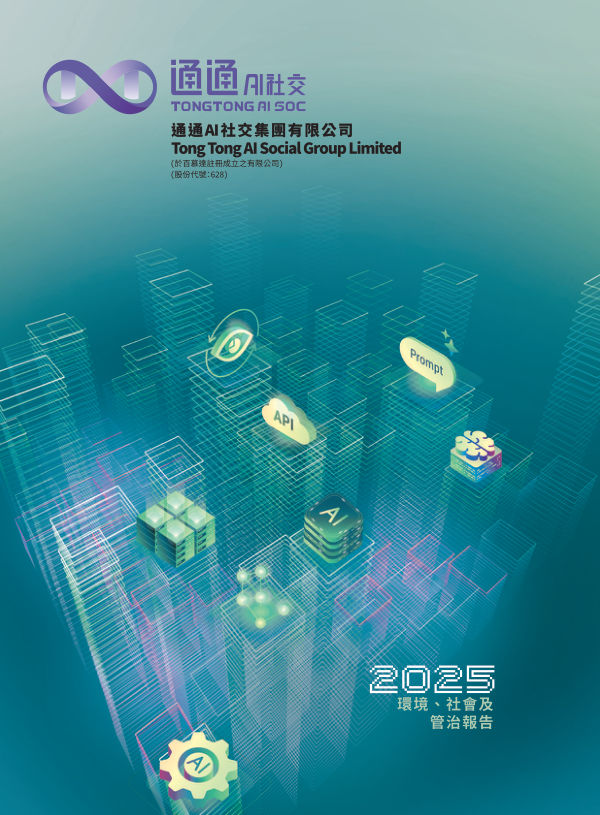 通通 AI社交
TONGTONG AI SOC
通通AI社交集團有限公司
Tong Tong AI Social Group Limited
(於百慕達註冊成立之有限公司)
(股份代號：628)
Prompt
API
AI
2025
環境、社會及
管治報告
AI